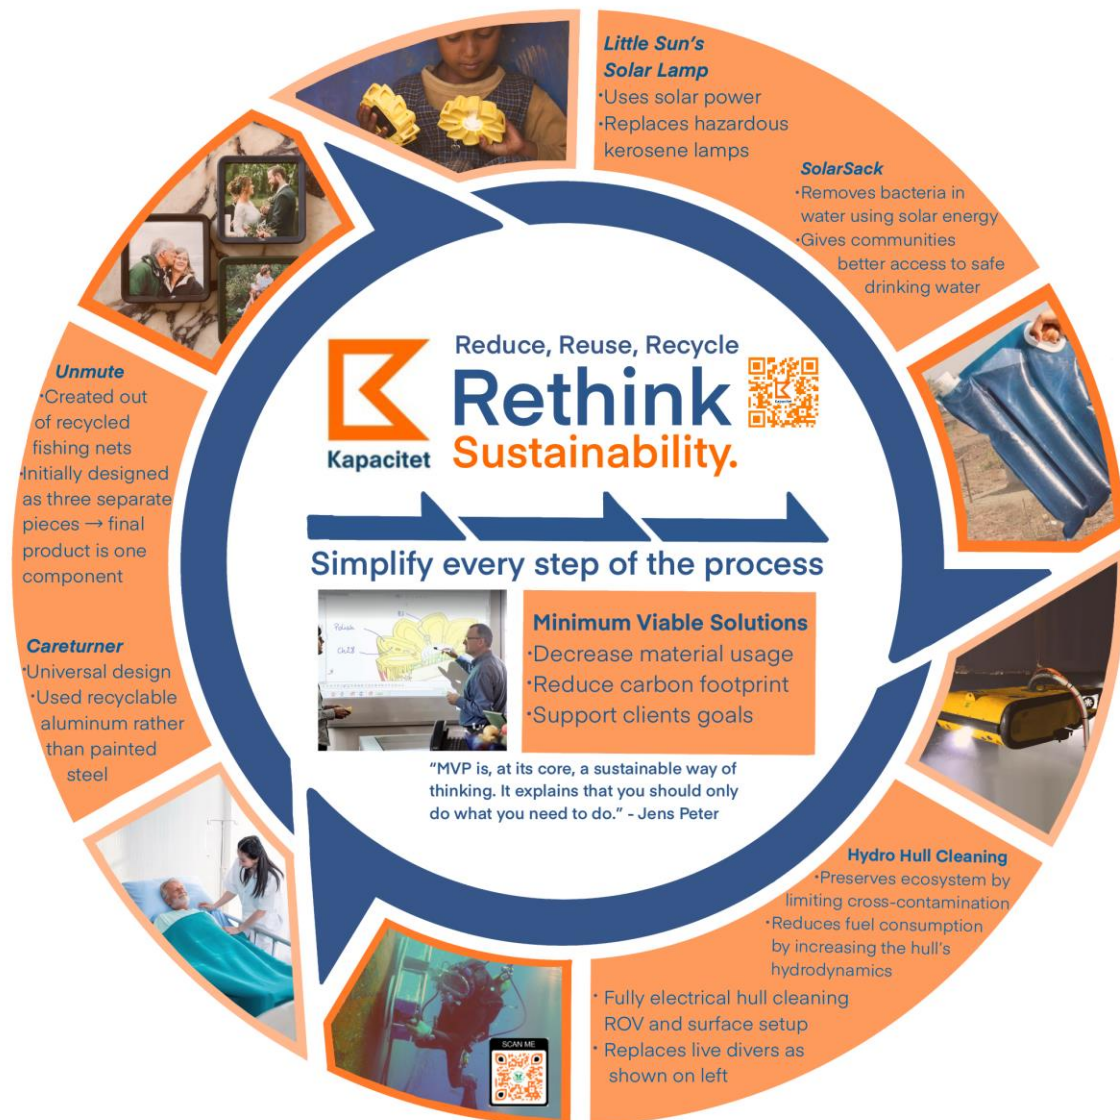 Little Sun's
Solar Lamp
•Uses solar power
•Replaces hazardous
kerosene lamps
SolarSack
•Removes bacteria in
water using solar energy
•Gives communities
better access to safe
drinking water
Reduce, Reuse, Recycle
Rethink
Sustainability.
Kapacitet
Simplify every step of the process
Minimum Viable Solutions
•Decrease material usage
•Reduce carbon footprint
•Support clients goals
"MVP is, at its core, a sustainable way of
thinking. It explains that you should only
do what you need to do." - Jens Peter
Hydro Hull Cleaning
•Preserves ecosystem by
limiting cross-contamination
•Reduces fuel consumption
by increasing the hull's
hydrodynamics
• Fully electrical hull cleaning
ROV and surface setup
• Replaces live divers as
shown on left
SCAN ME
Careturner
•Universal design
•Used recyclable
aluminum rather
than painted
steel
Unmute
•Created out
of recycled
fishing nets
•Initially designed
as three separate
pieces → final
product is one
component